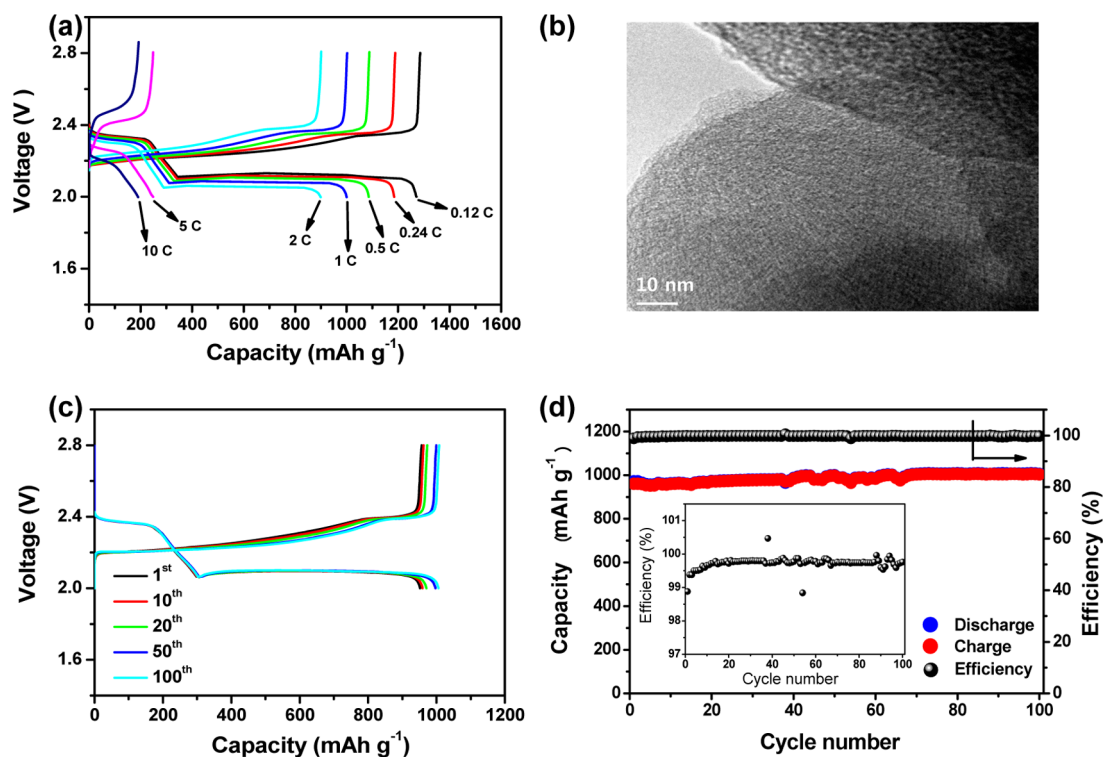 (a)
2.8
2.4
2.0
1.6
Voltage (V)
10 C
5 C
2 C
1 C
0.5 C
0.24 C
0.12 C
0 200 400 600 800 1000 1200 1400 1600
Capacity (mAh g⁻¹)
(b)
10 nm
(c)
2.8
2.4
2.0
1.6
Voltage (V)
1st
10th
20th
50th
100th
0 200 400 600 800 1000 1200
Capacity (mAh g⁻¹)
(d)
1200
1000
800
600
400
200
0
Capacity (mAh g⁻¹)
100
80
60
40
20
0
Efficiency (%)
101
100
99
98
97
Efficiency (%)
0 20 40 60 80 100
Cycle number
Discharge
Charge
Efficiency
0 20 40 60 80 100
Cycle number